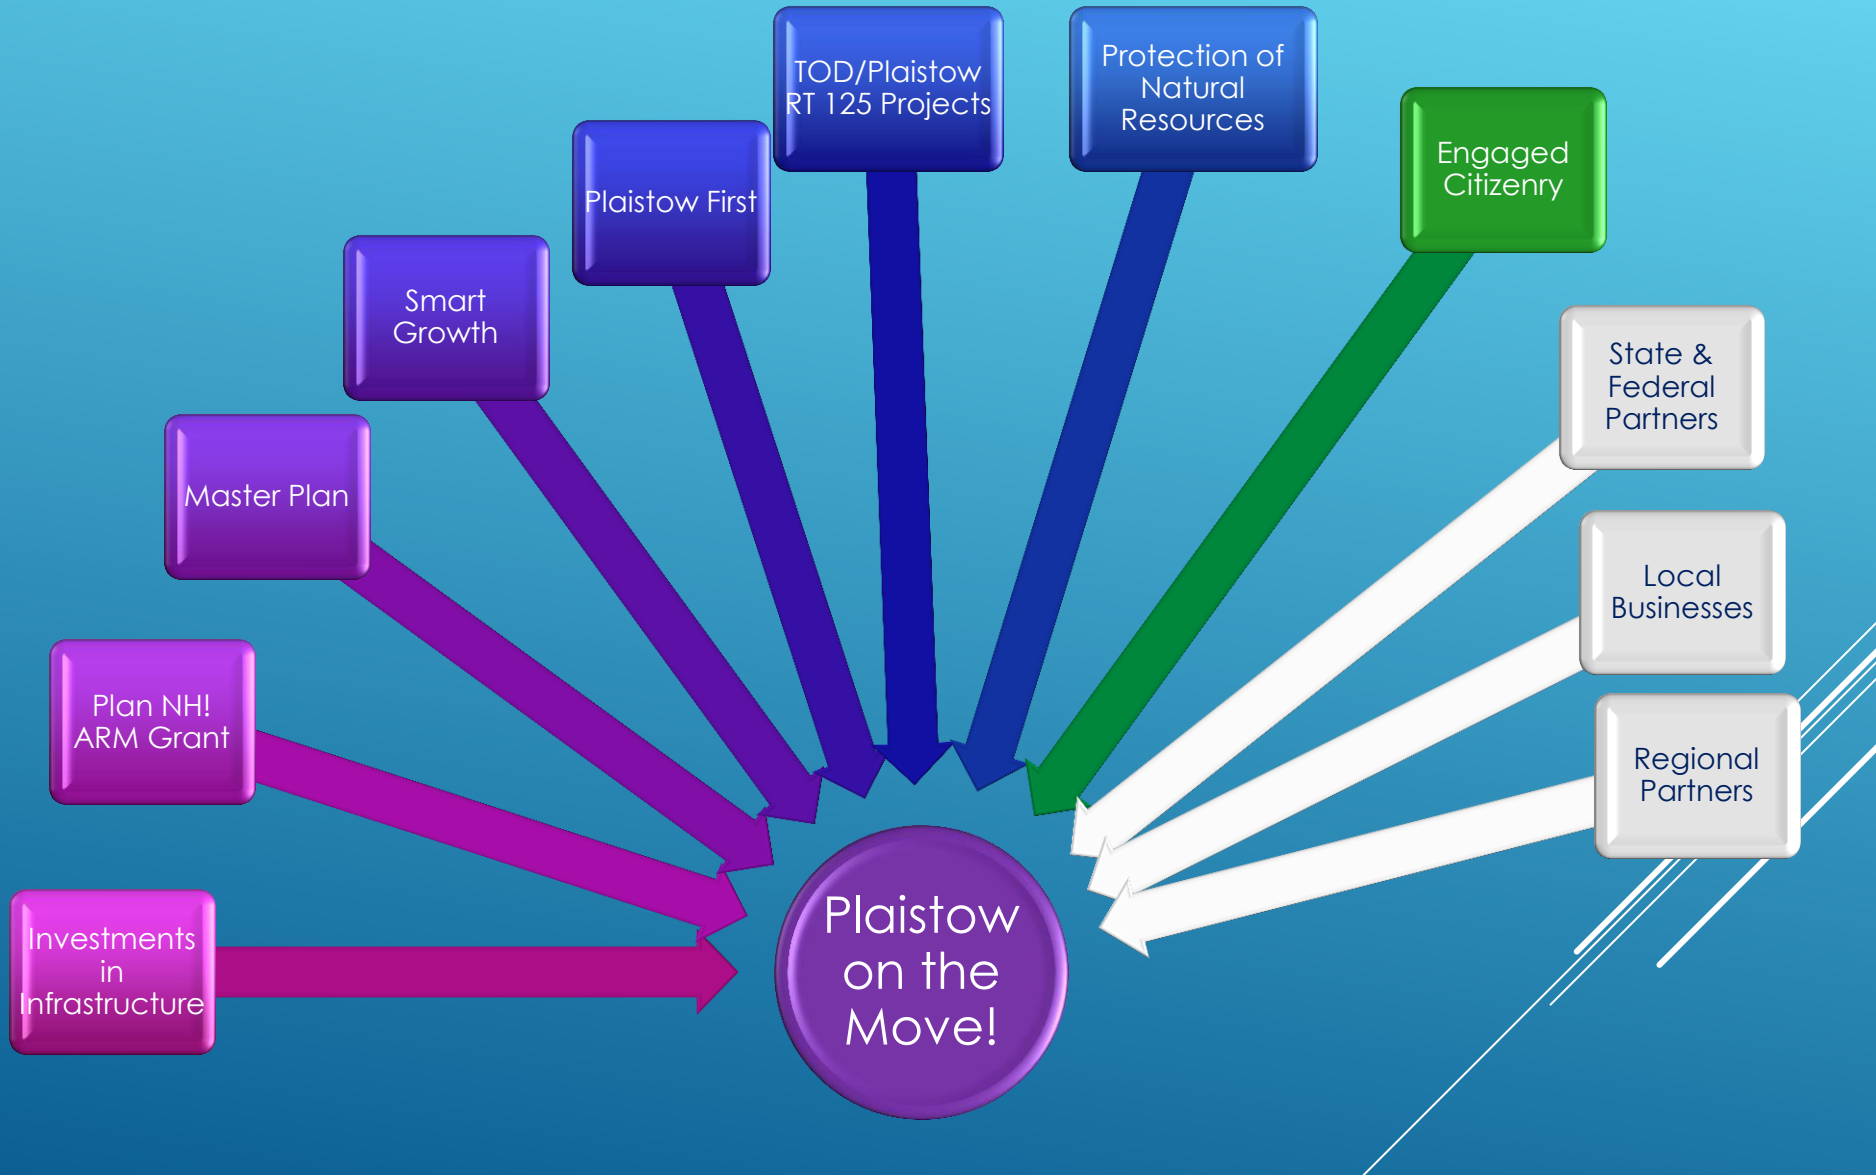 TOD/Plaistow
RT 125 Projects
Protection of
Natural
Resources
Engaged
Citizenry
Plaistow First
Smart
Growth
State &
Federal
Partners
Master Plan
Local
Businesses
Plan NH!
ARM Grant
Regional
Partners
Investments
in
Infrastructure
Plaistow
on the
Move!